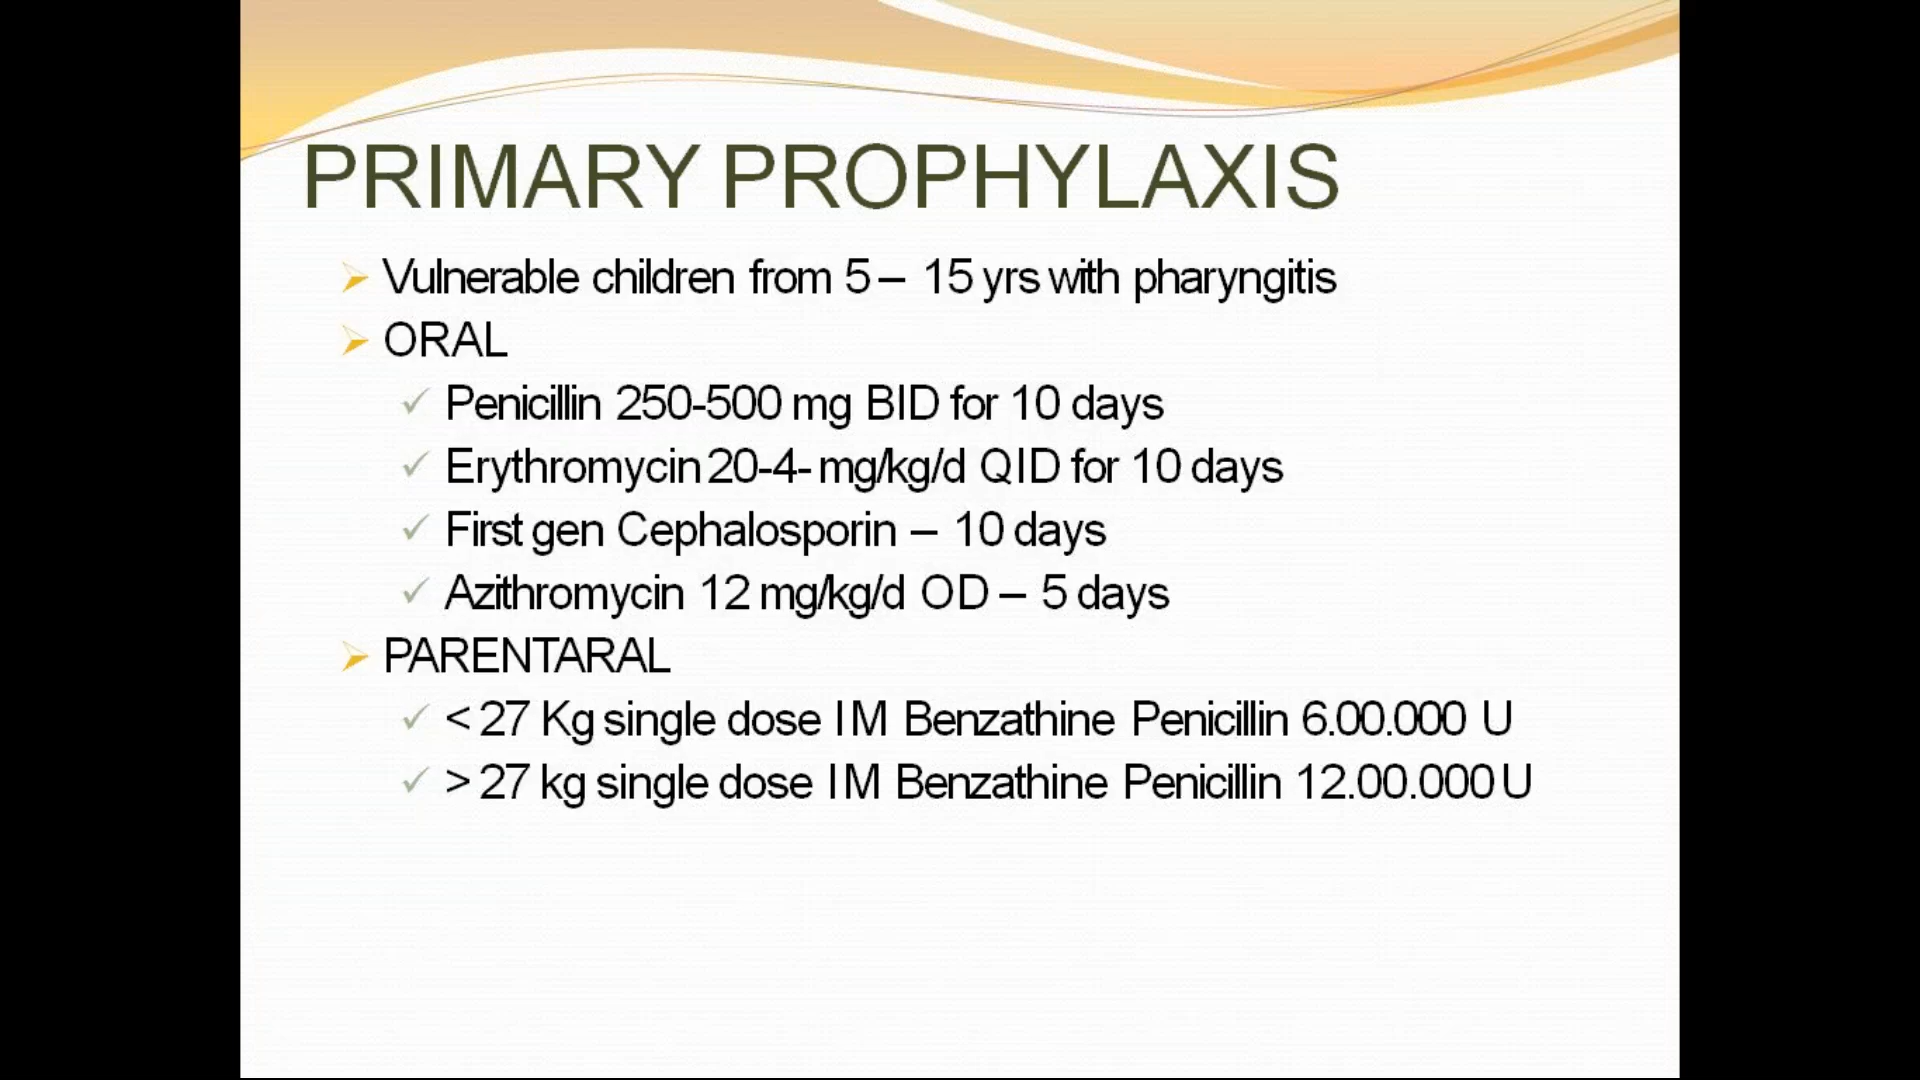 PRIMARY PROPHYLAXIS
Vulnerable children from 5 – 15 yrs with pharyngitis
ORAL
Penicillin 250-500 mg BID for 10 days
Erythromycin 20-4- mg/kg/d QID for 10 days
First gen Cephalosporin – 10 days
Azithromycin 12 mg/kg/d OD – 5 days
PARENTARAL
< 27 Kg single dose IM Benzathine Penicillin 6.00.000 U
> 27 kg single dose IM Benzathine Penicillin 12.00.000 U